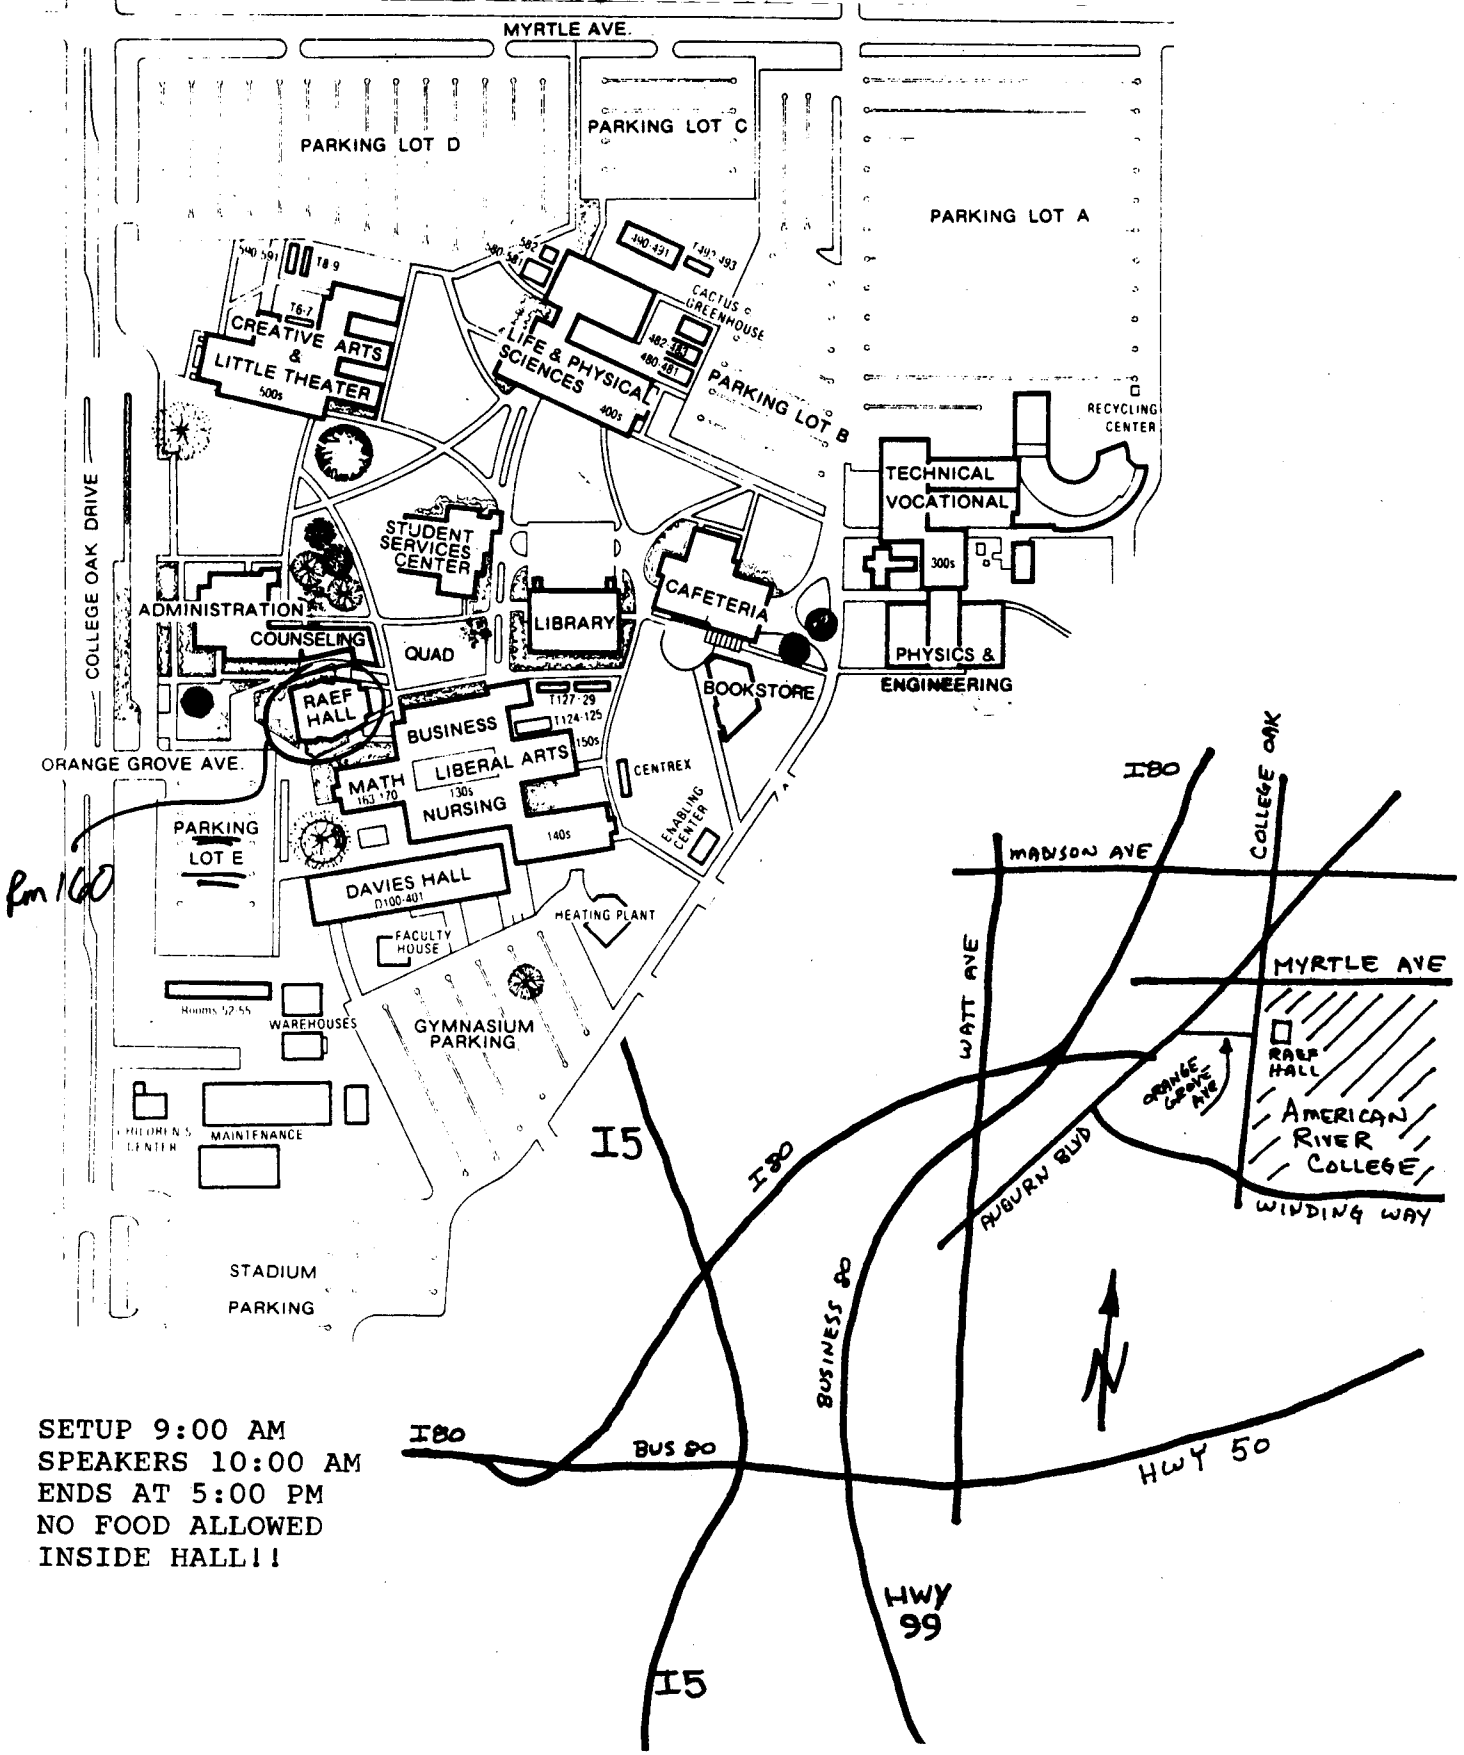 MYRTLE AVE.
PARKING LOT D
PARKING LOT C
PARKING LOT A
590-591
T8-9
580-581
582
490-491
T492-493
T6-7
CREATIVE ARTS
&
LITTLE THEATER
500s
CACTUS &
GREENHOUSE
482-483
480-481
LIFE & PHYSICAL
SCIENCES
400s
PARKING LOT B
RECYCLING
CENTER
TECHNICAL
VOCATIONAL
300s
COLLEGE OAK DRIVE
STUDENT
SERVICES
CENTER
CAFETERIA
LIBRARY
ADMINISTRATION
COUNSELING
QUAD
PHYSICS &
ENGINEERING
RAEF
HALL
BOOKSTORE
T127-29
T124-125
150s
BUSINESS
LIBERAL ARTS
130s
MATH
163-170
NURSING
140s
CENTREX
ENABLING
CENTER
ORANGE GROVE AVE.
PARKING
LOT E
Rm 160
DAVIES HALL
D100-401
FACULTY
HOUSE
HEATING PLANT
Rooms 52-55
WAREHOUSES
GYMNASIUM
PARKING
CHILDREN'S
CENTER
MAINTENANCE
STADIUM
PARKING
I80
COLLEGE OAK
MADISON AVE
WATT AVE
MYRTLE AVE
RAEF
HALL
ORANGE
GROVE
AVE
AMERICAN
RIVER
COLLEGE
AUBURN BLVD
WINDING WAY
I5
I80
BUSINESS 80
N
I80
BUS 80
HWY 50
HWY
99
I5
SETUP 9:00 AM
SPEAKERS 10:00 AM
ENDS AT 5:00 PM
NO FOOD ALLOWED
INSIDE HALL!!